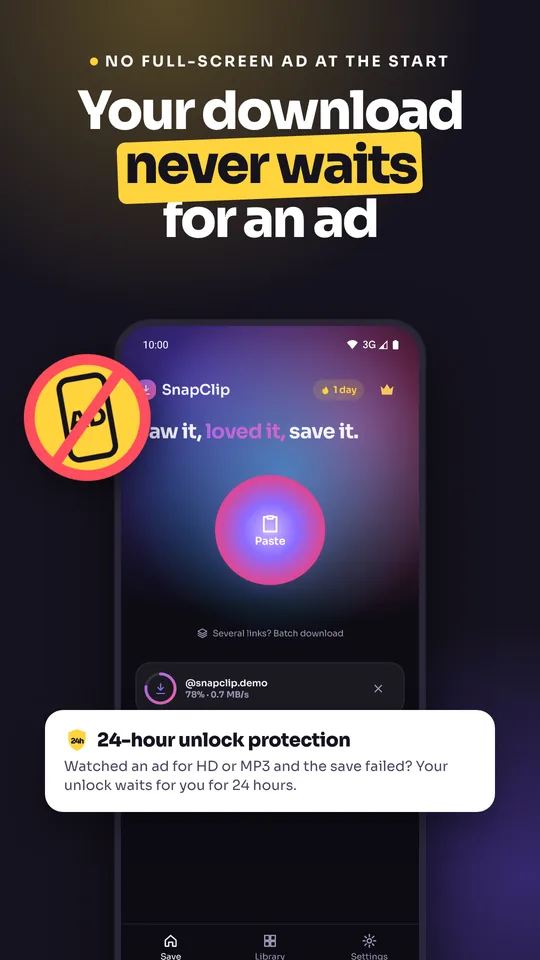 NO FULL-SCREEN AD AT THE START
Your download
never waits
for an ad
10:00
3G
AD
SnapClip
1 day
aw it, loved it, save it.
Paste
Several links? Batch download
@snapclip.demo
78% · 0.7 MB/s
24h
24-hour unlock protection
Watched an ad for HD or MP3 and the save failed? Your
unlock waits for you for 24 hours.
Save
Library
Settings